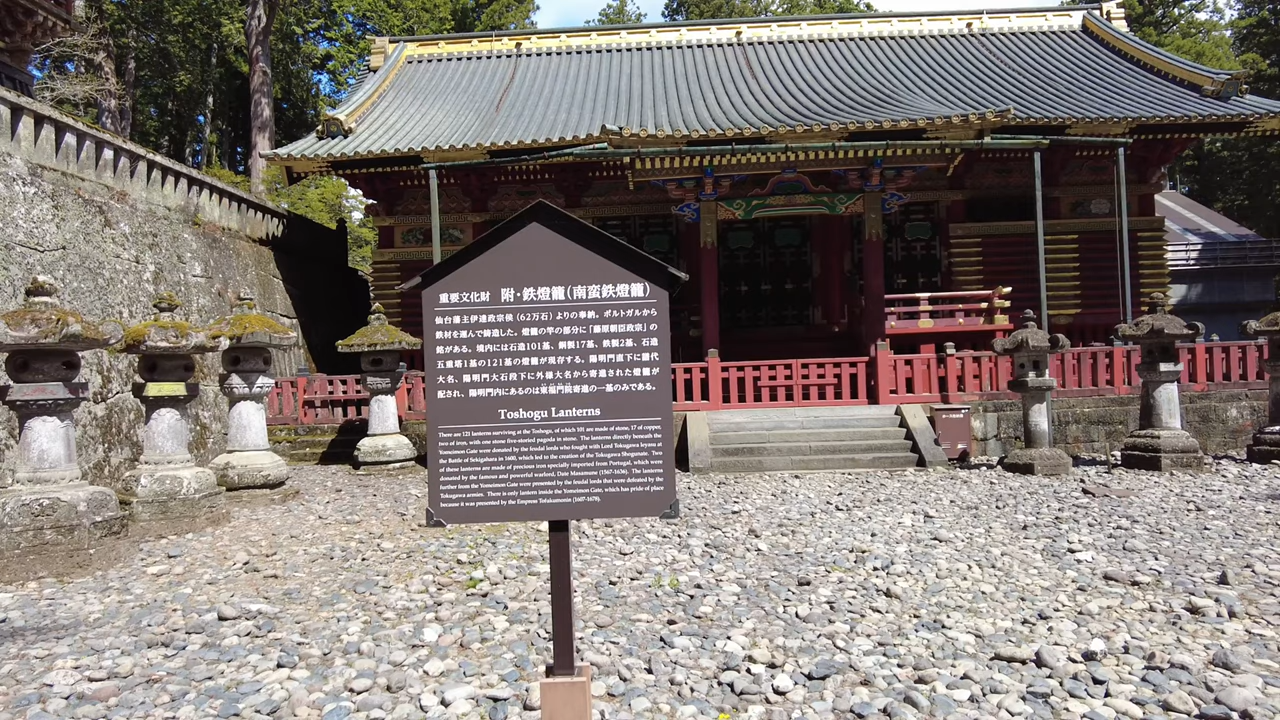 重要文化財 附・鉄燈籠(南蛮鉄燈籠)
仙台藩主伊達政宗侯(62万石)よりの奉納。ポルトガルから
鉄材を運んで鋳造した。燈籠の竿の部分に「藤原朝臣政宗」の
銘がある。境内には石造101基、銅製17基、鉄製2基、石造
五重塔1基の121基の燈籠が現存する。陽明門直下に譜代
大名、陽明門大石段下に外様大名から寄進された燈籠が
配され、陽明門内にあるのは東福門院寄進の一基のみである。
Toshogu Lanterns
There are 121 lanterns surviving at the Toshogu, of which 101 are made of stone, 17 of copper,
two of iron, with one stone five-storied pagoda in stone. The lanterns directly beneath the
Yomeimon Gate were donated by the feudal lords who fought with Lord Tokugawa Ieyasu at
the Battle of Sekigahara in 1600, which led to the creation of the Tokugawa Shogunate. Two
of these lanterns are made of precious iron specially imported from Portugal, which were
donated by the famous and powerful warlord, Date Masamune (1567-1636). The lanterns
further from the Yomeimon Gate were presented by the feudal lords that were defeated by the
Tokugawa armies. There is only lantern inside the Yomeimon Gate, which has pride of place
because it was presented by the Empress Tofukumonin (1607-1678).